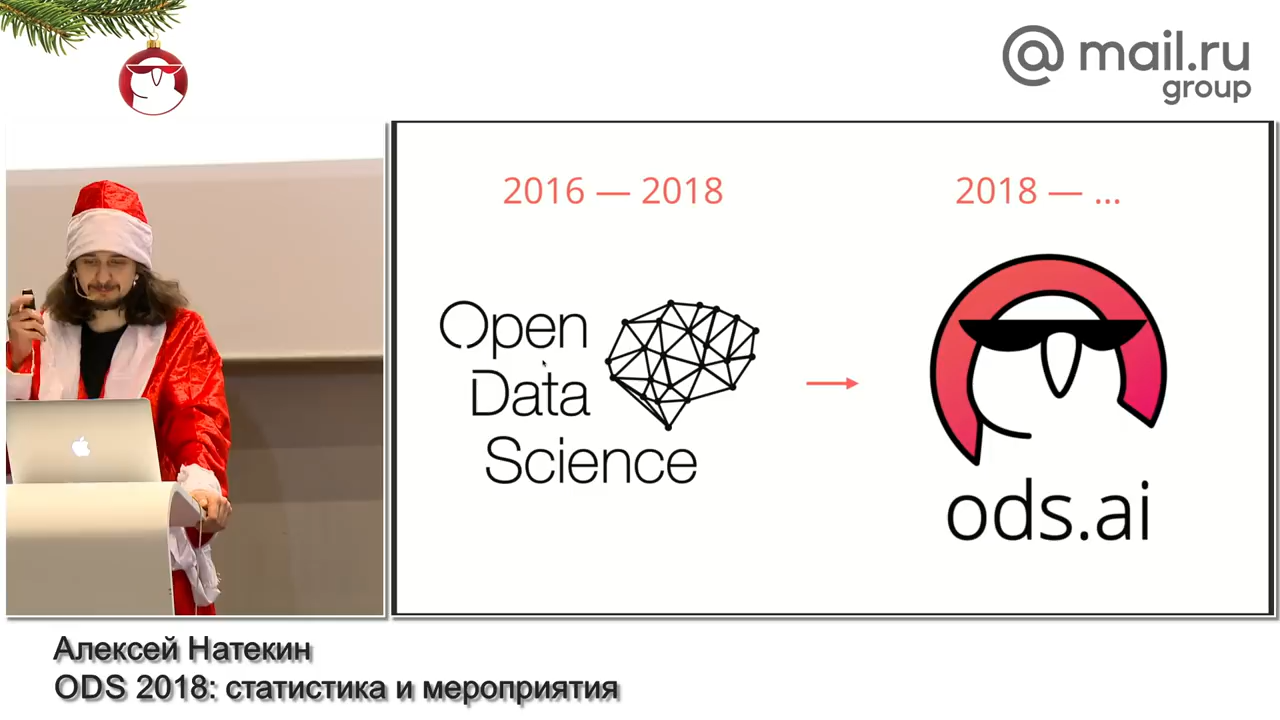 @ mail.ru
group
2016 — 2018
2018 — ...
Open
Data
Science
ods.ai
Алексей Натекин
ODS 2018: статистика и мероприятия